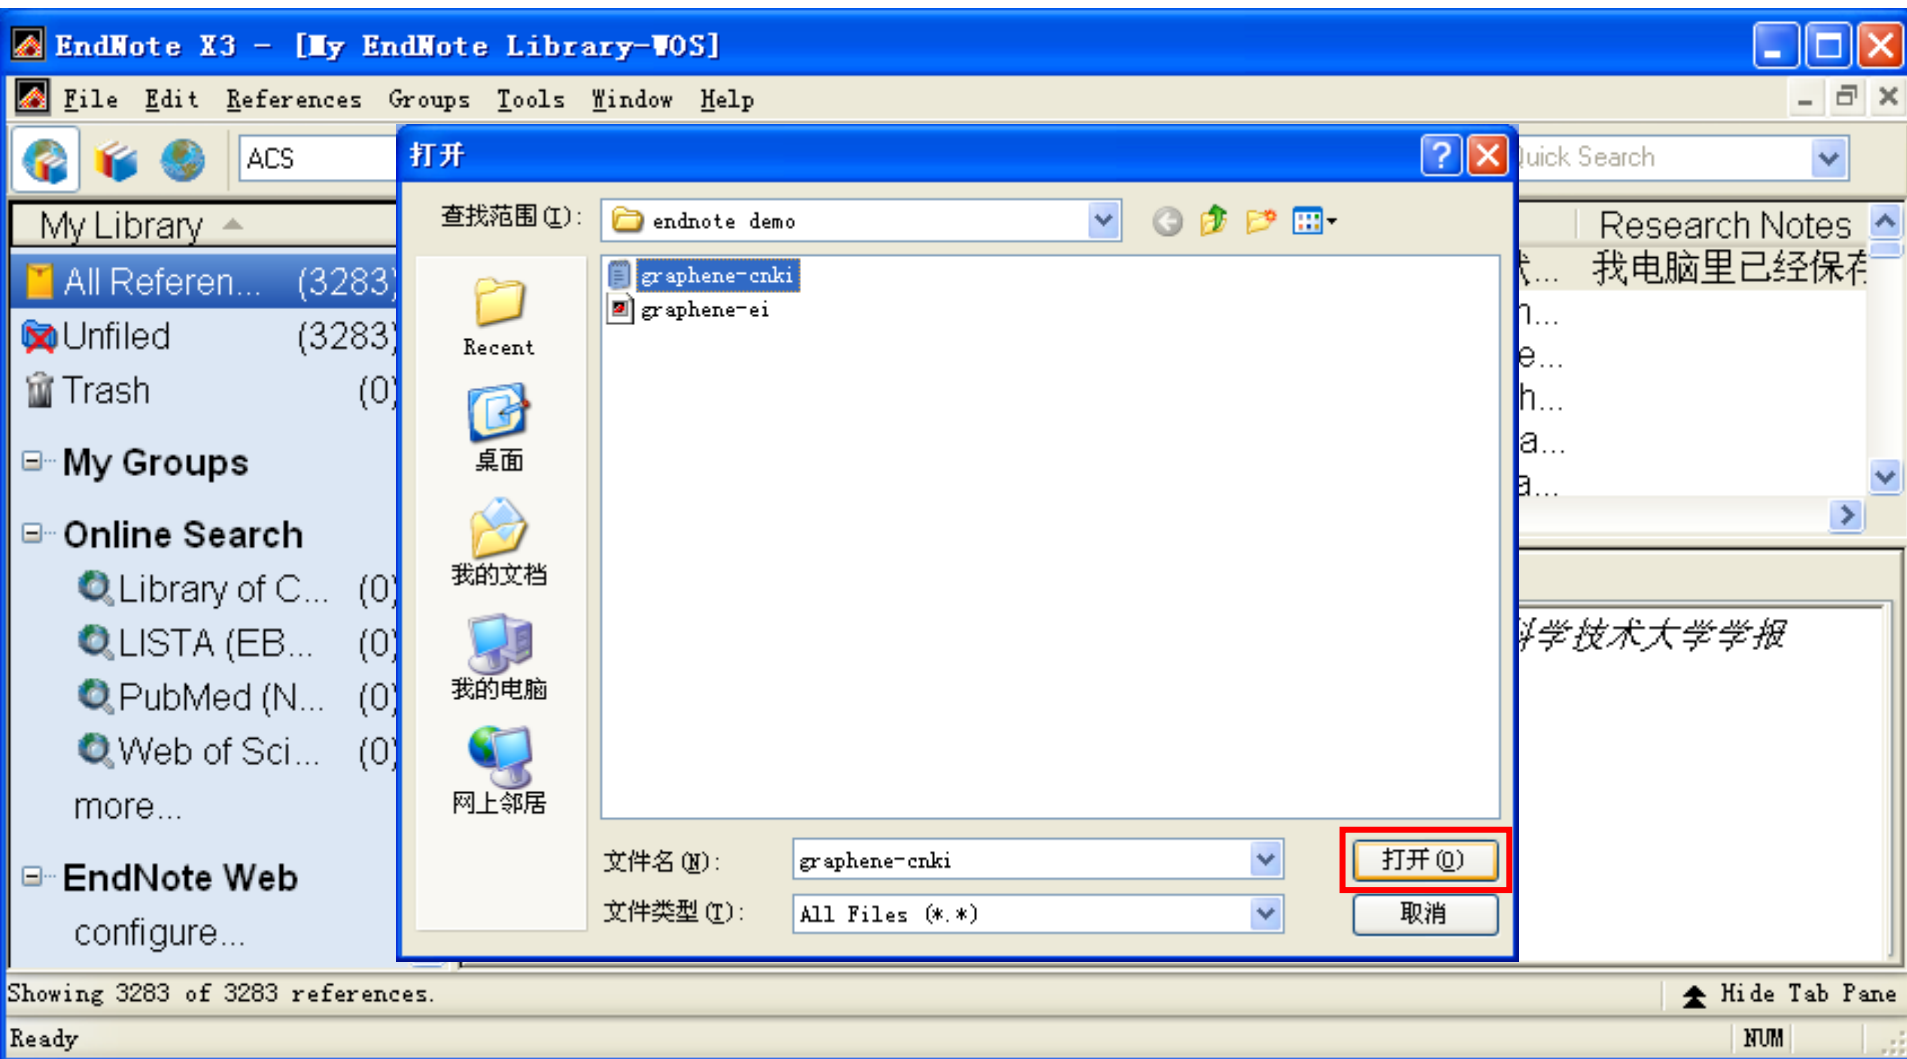 EndNote X3 - [My EndNote Library-WOS]
File Edit References Groups Tools Window Help
ACS
Quick Search
My Library
Research Notes
All Referen... (3283)
我电脑里已经保存
Unfiled (3283)
Trash (0)
My Groups
Online Search
Library of C... (0)
LISTA (EB... (0)
PubMed (N... (0)
Web of Sci... (0)
more...
EndNote Web
configure...
打开
查找范围(I):
endnote demo
graphene-cnki
graphene-ei
Recent
桌面
我的文档
我的电脑
网上邻居
文件名(N):
graphene-cnki
打开(O)
文件类型(T):
All Files (*.*)
取消
n...
e...
h...
a...
a...
科学技术大学学报
Showing 3283 of 3283 references.
Hide Tab Pane
Ready
NUM